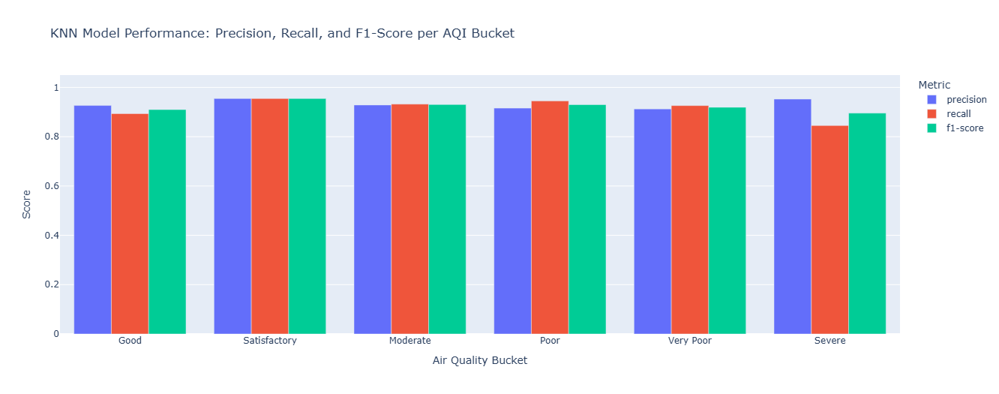 KNN Model Performance: Precision, Recall, and F1-Score per AQI Bucket
Metric
precision
recall
f1-score
1
0.8
0.6
0.4
0.2
0
Score
Good Satisfactory Moderate Poor Very Poor Severe
Air Quality Bucket